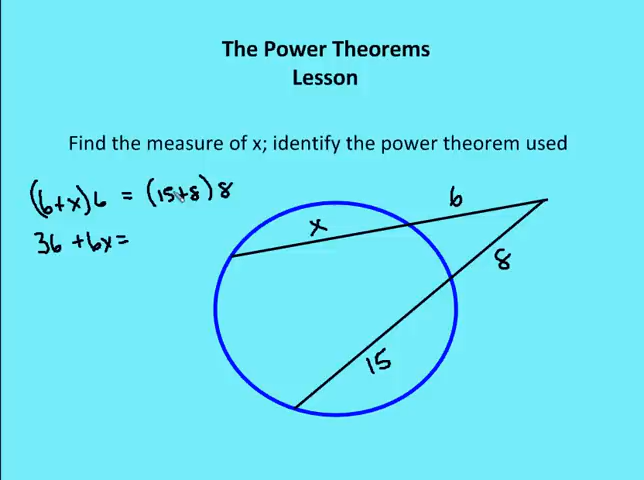 The Power Theorems
Lesson
Find the measure of x; identify the power theorem used
(6+x)6 = (15+8)8
36 +6x=
x
6
8
15